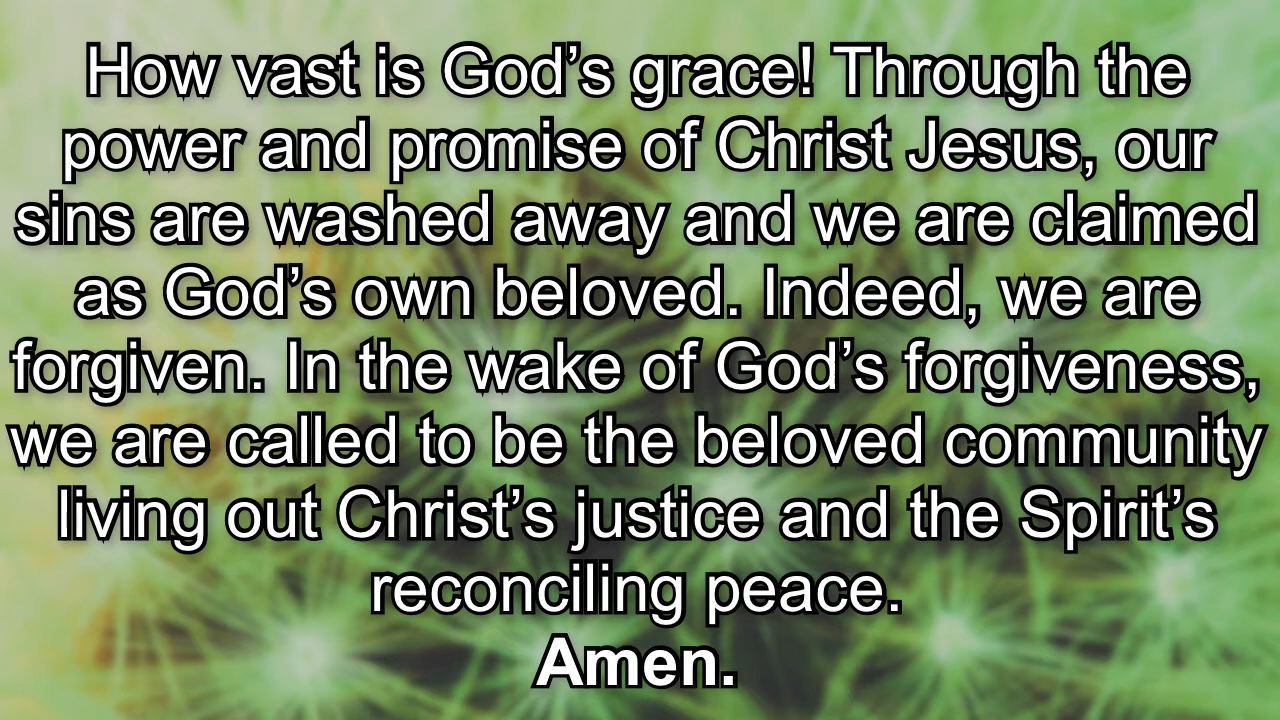 How vast is God’s grace! Through the
power and promise of Christ Jesus, our
sins are washed away and we are claimed
as God’s own beloved. Indeed, we are
forgiven. In the wake of God’s forgiveness,
we are called to be the beloved community
living out Christ’s justice and the Spirit’s
reconciling peace.
Amen.